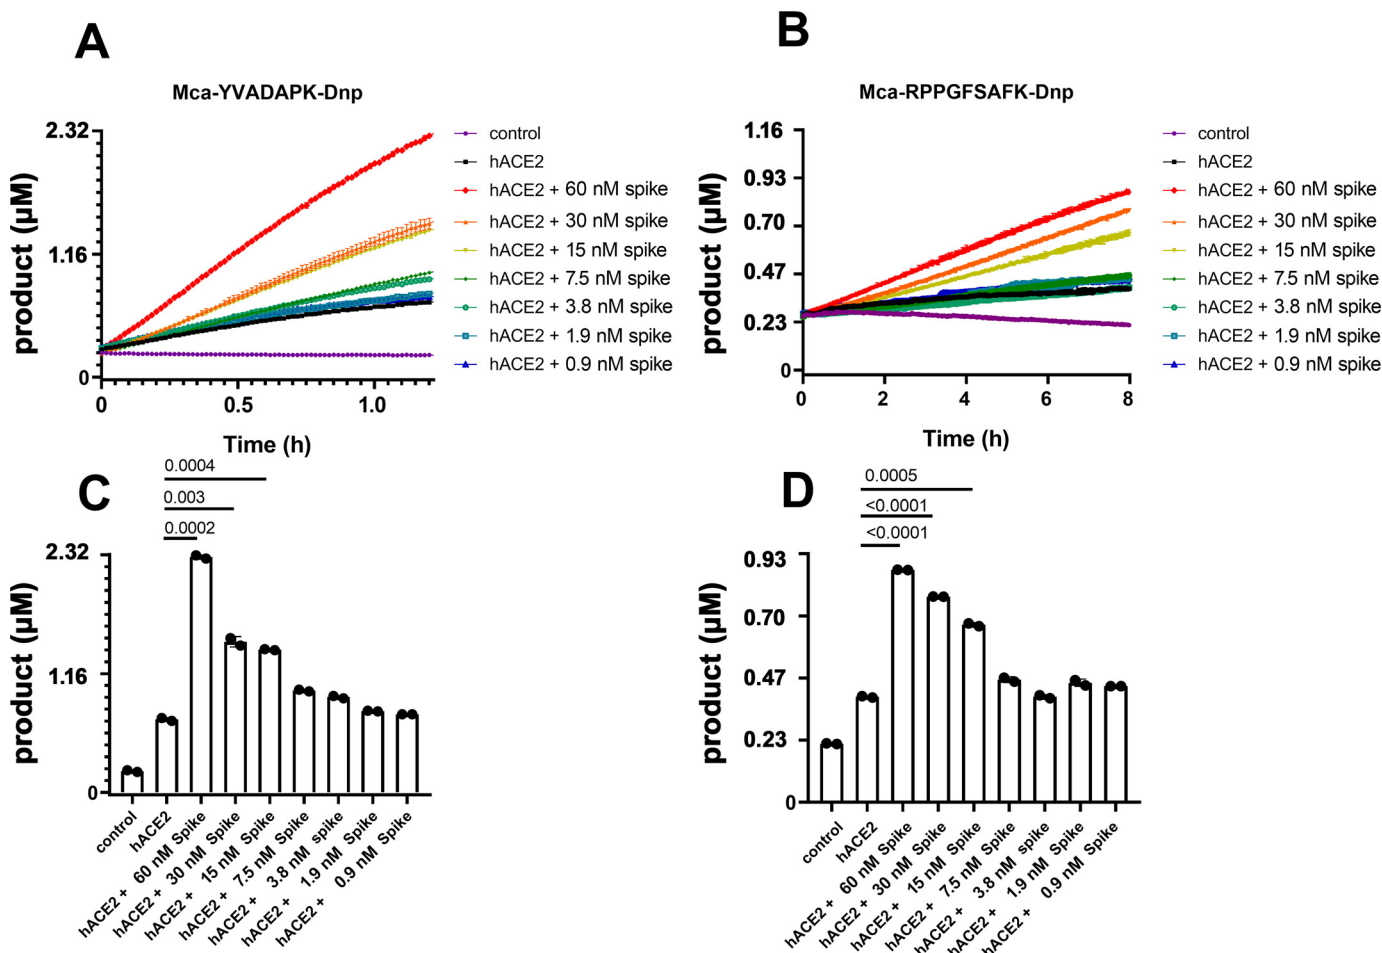 A
Mca-YVADAPK-Dnp
2.32
1.16
0
product (µM)
0
0.5
1.0
Time (h)
control
hACE2
hACE2 + 60 nM spike
hACE2 + 30 nM spike
hACE2 + 15 nM spike
hACE2 + 7.5 nM spike
hACE2 + 3.8 nM spike
hACE2 + 1.9 nM spike
hACE2 + 0.9 nM spike
B
Mca-RPPGFSAFK-Dnp
1.16
0.93
0.70
0.47
0.23
0
product (µM)
0
2
4
6
8
Time (h)
control
hACE2
hACE2 + 60 nM spike
hACE2 + 30 nM spike
hACE2 + 15 nM spike
hACE2 + 7.5 nM spike
hACE2 + 3.8 nM spike
hACE2 + 1.9 nM spike
hACE2 + 0.9 nM spike
C
0.0004
0.003
0.0002
2.32
1.16
0
product (µM)
control
hACE2
hACE2 + 60 nM Spike
hACE2 + 30 nM Spike
hACE2 + 15 nM Spike
hACE2 + 7.5 nM Spike
hACE2 + 3.8 nM spike
hACE2 + 1.9 nM Spike
hACE2 + 0.9 nM Spike
D
0.0005
<0.0001
<0.0001
0.93
0.70
0.47
0.23
0
product (µM)
control
hACE2
hACE2 + 60 nM Spike
hACE2 + 30 nM Spike
hACE2 + 15 nM Spike
hACE2 + 7.5 nM Spike
hACE2 + 3.8 nM spike
hACE2 + 1.9 nM Spike
hACE2 + 0.9 nM Spike